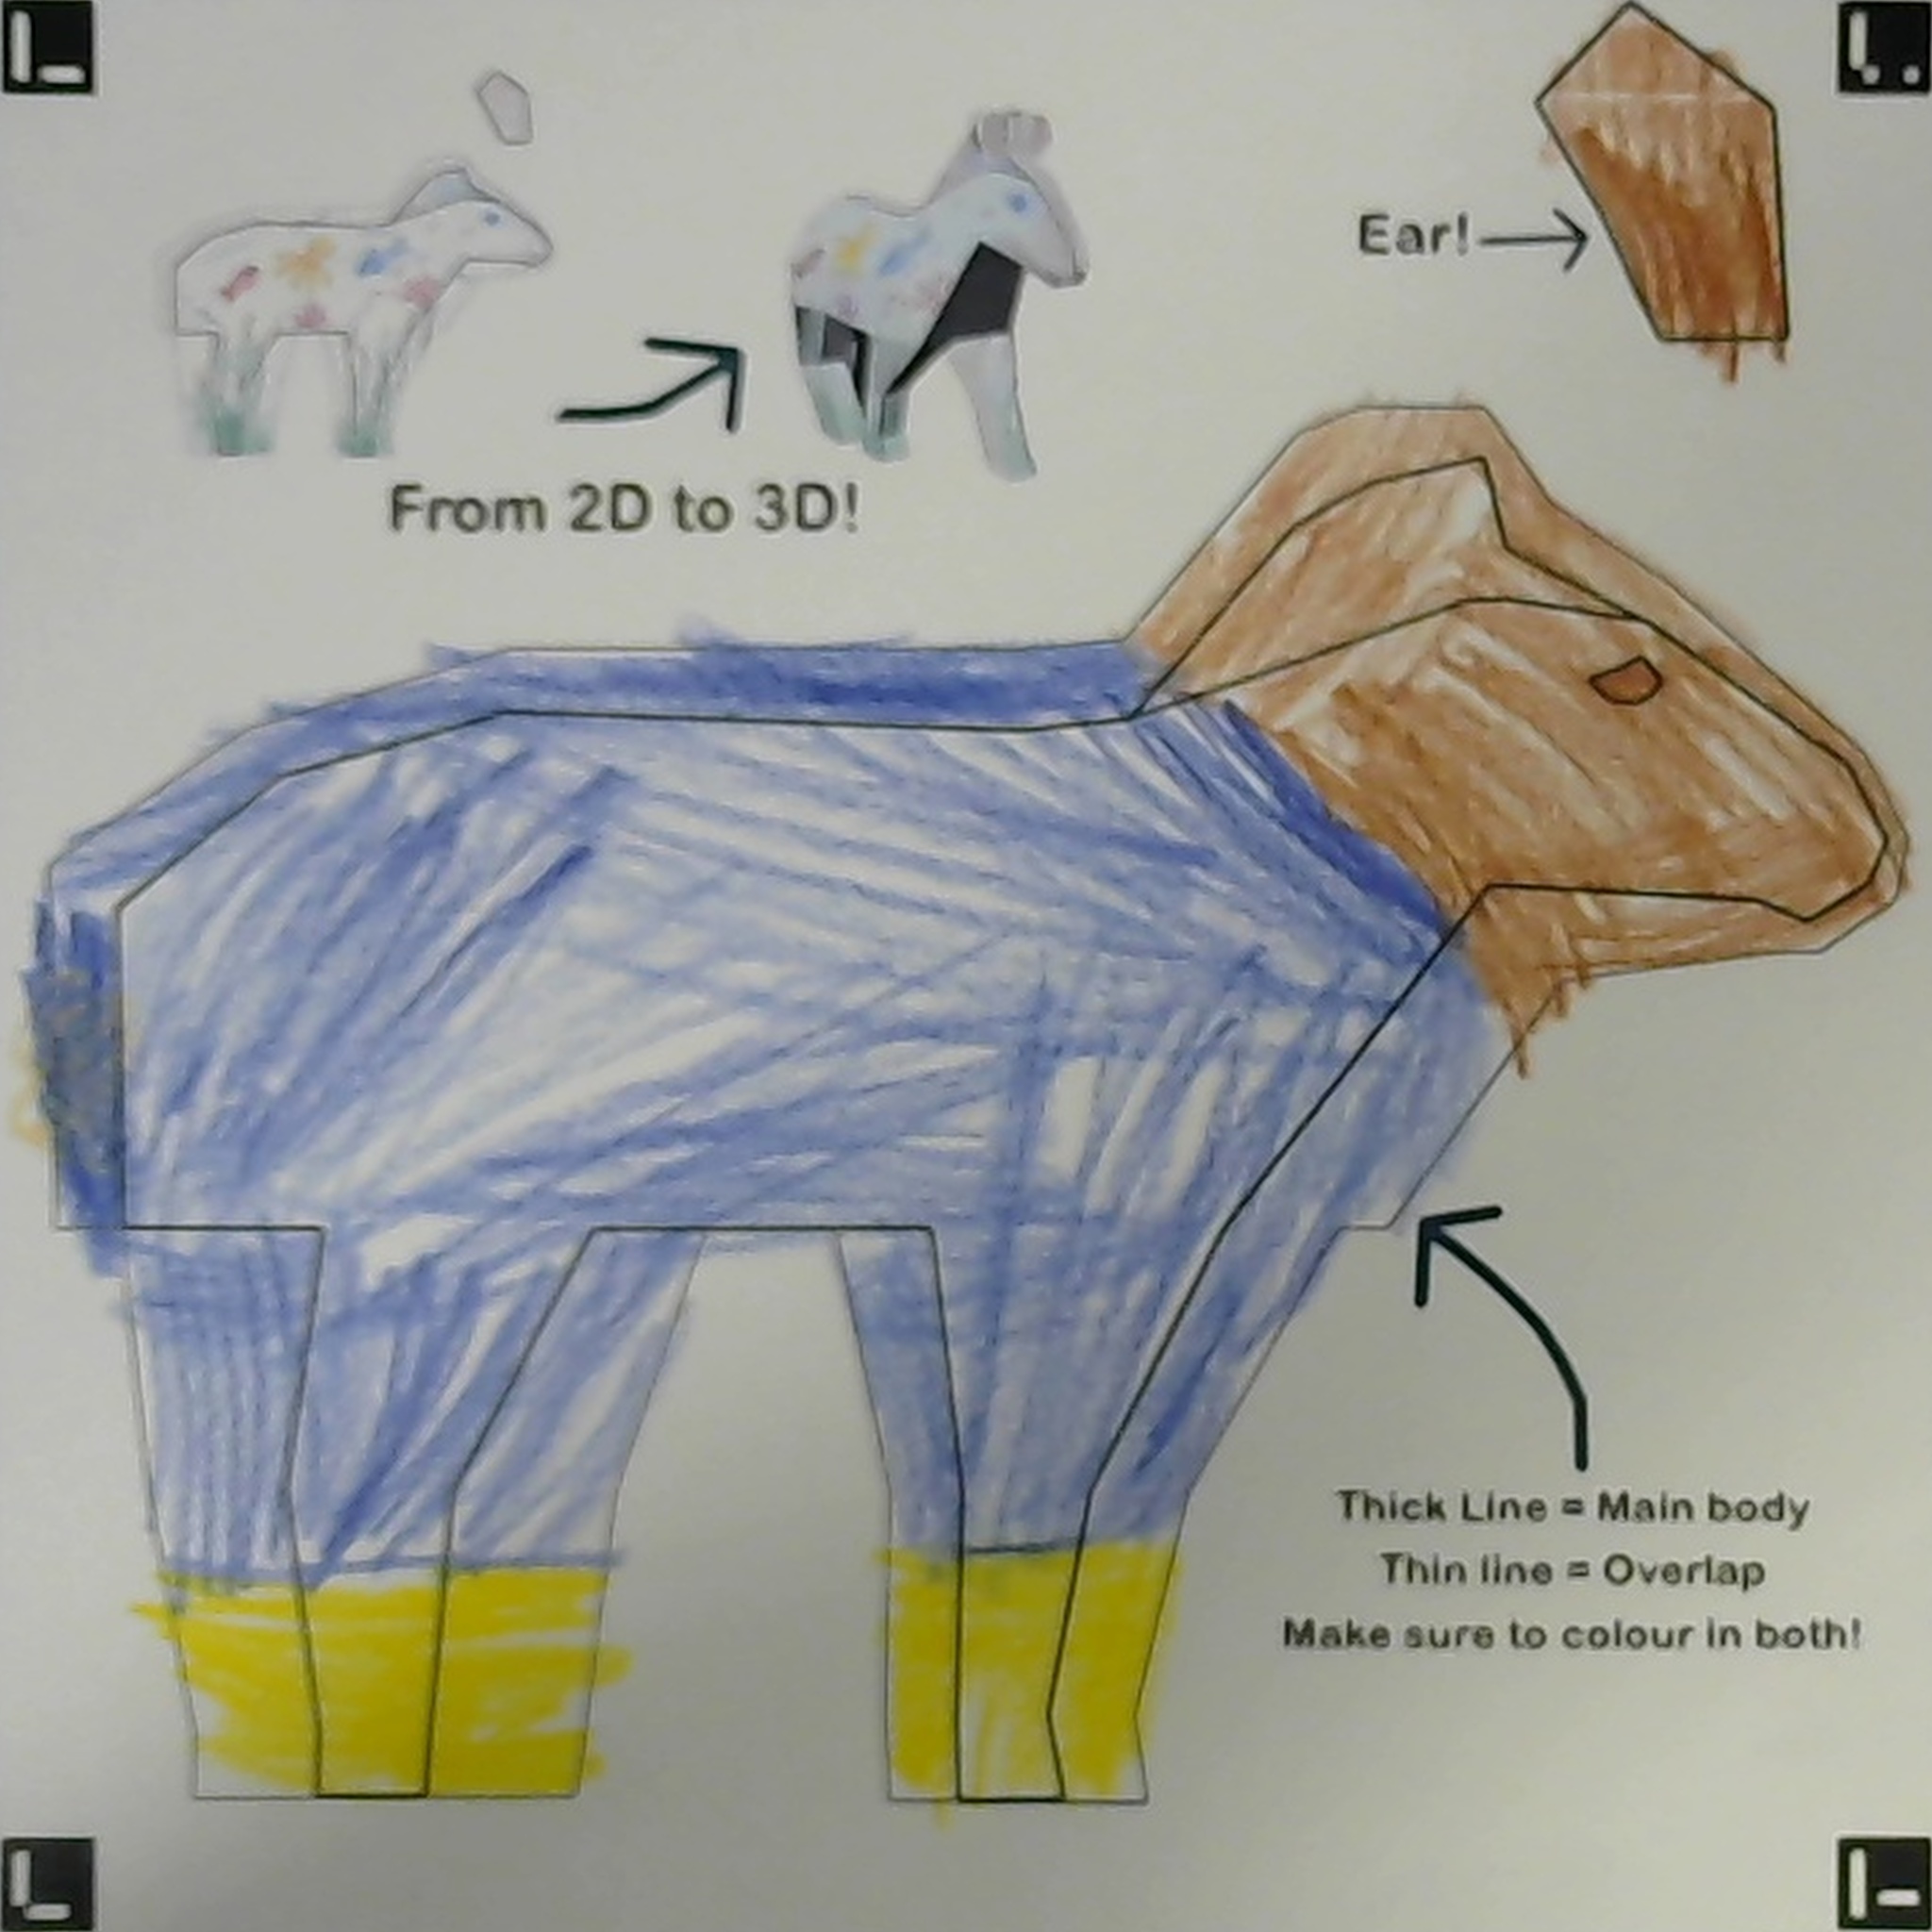 Ear!
From 2D to 3D!
Thick Line = Main body
Thin line = Overlap
Make sure to colour in both!